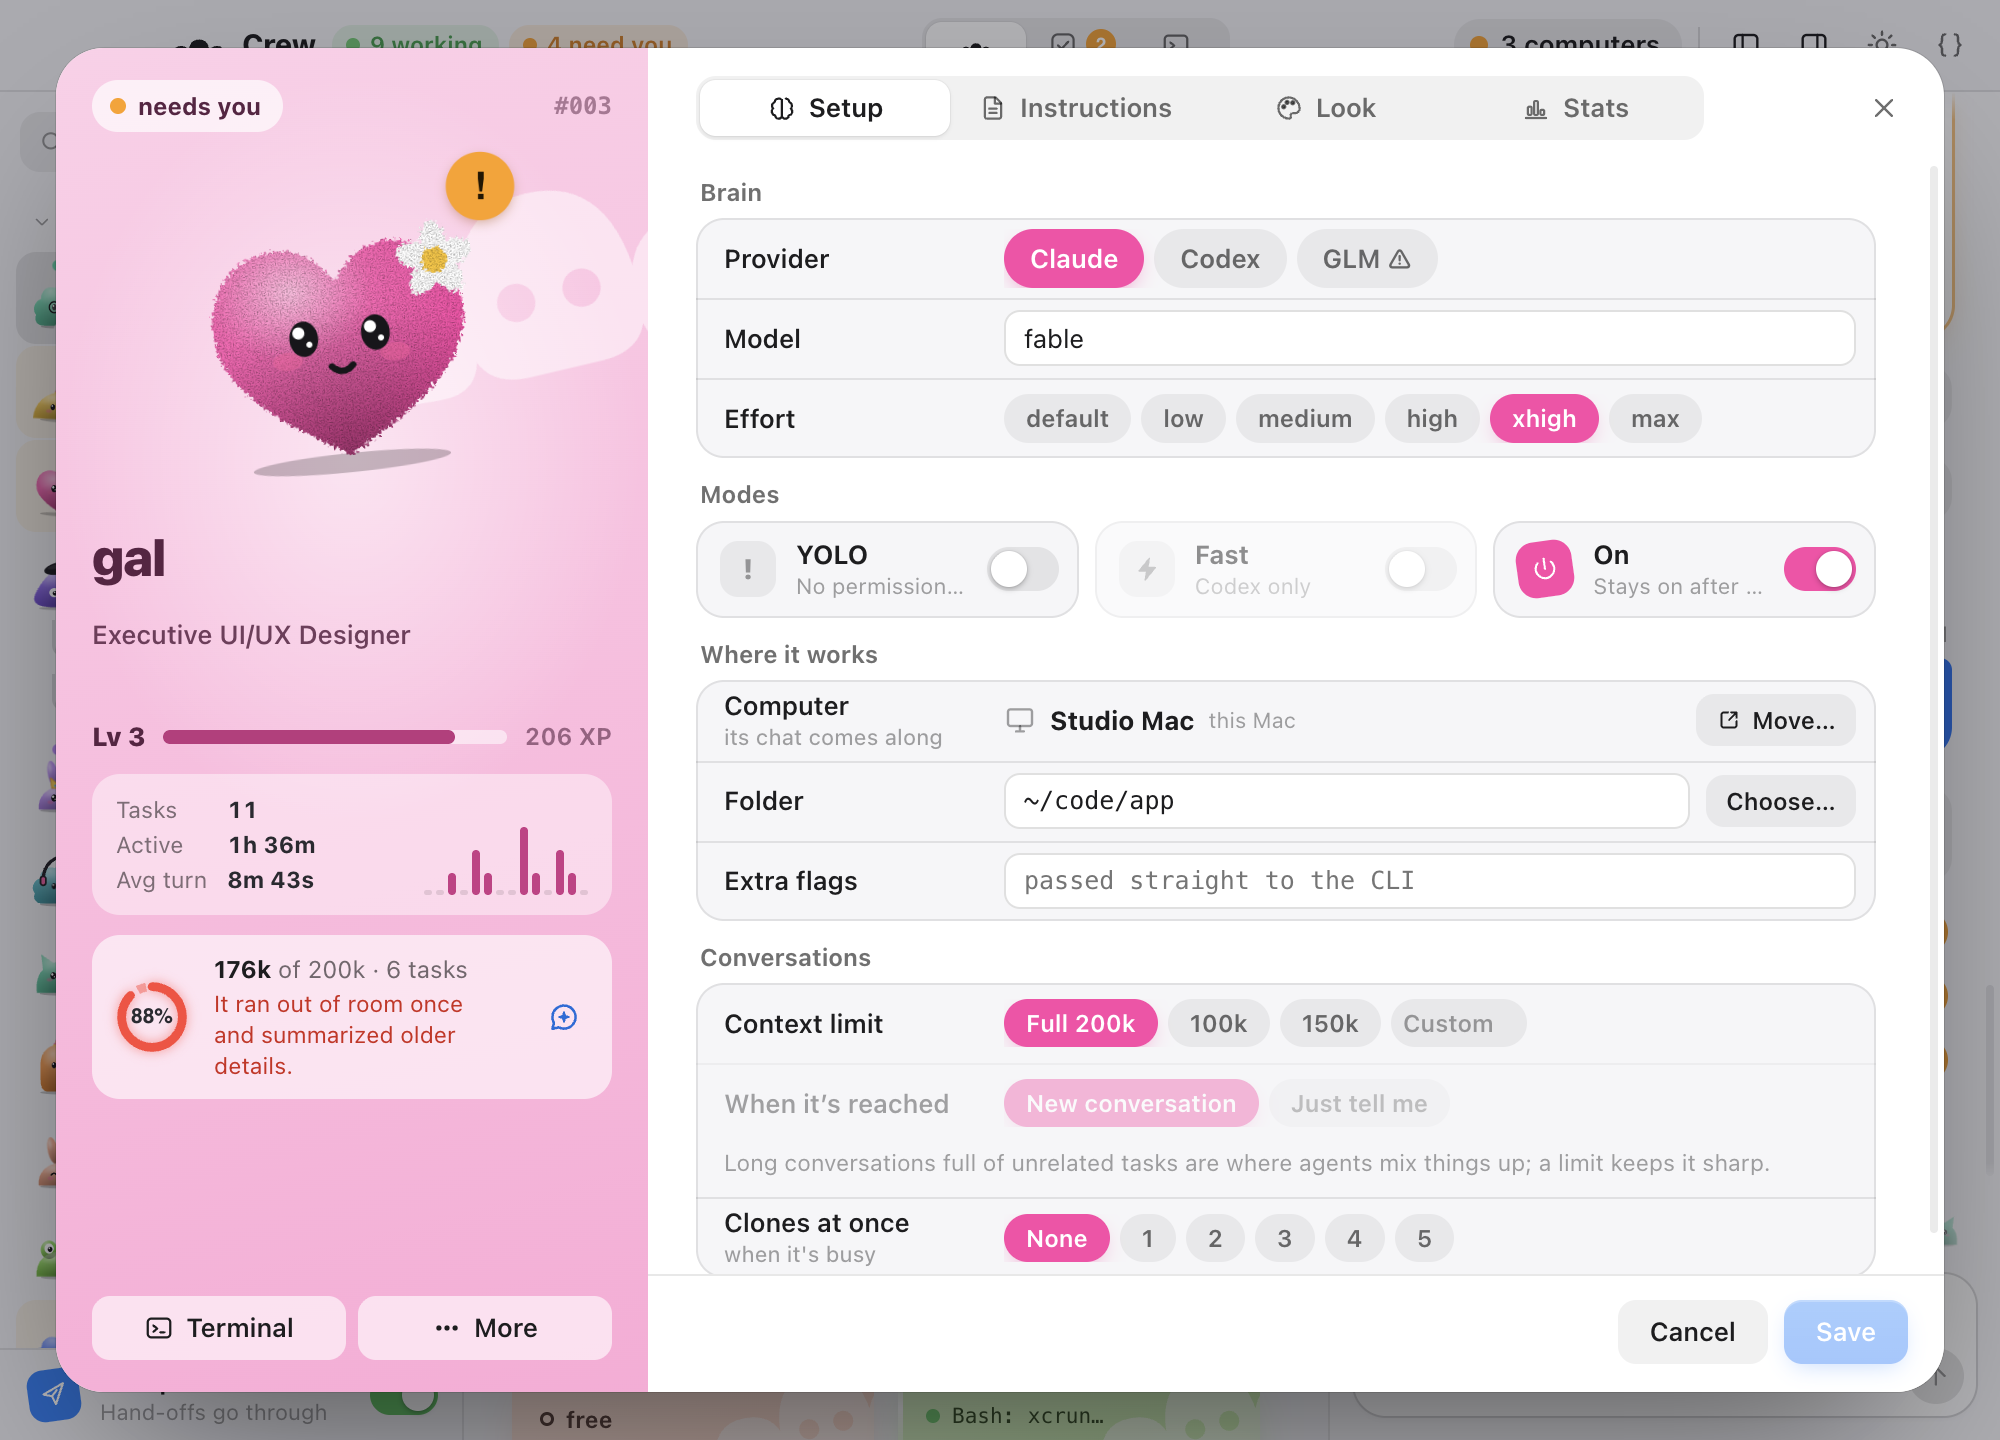 Crew
9 working
4 need you
2
3 computers
needs you
#003
!
gal
Executive UI/UX Designer
Lv 3
206 XP
Tasks 11
Active 1h 36m
Avg turn 8m 43s
88%
176k of 200k · 6 tasks
It ran out of room once
and summarized older
details.
Terminal
More
Setup
Instructions
Look
Stats
Brain
Provider
Claude
Codex
GLM
Model
fable
Effort
default
low
medium
high
xhigh
max
Modes
!
YOLO
No permission...
Fast
Codex only
On
Stays on after ...
Where it works
Computer
its chat comes along
Studio Mac this Mac
Move...
Folder
~/code/app
Choose...
Extra flags
passed straight to the CLI
Conversations
Context limit
Full 200k
100k
150k
Custom
When it’s reached
New conversation
Just tell me
Long conversations full of unrelated tasks are where agents mix things up; a limit keeps it sharp.
Clones at once
when it's busy
None
1
2
3
4
5
Cancel
Save
Hand-offs go through
free
Bash: xcrun…